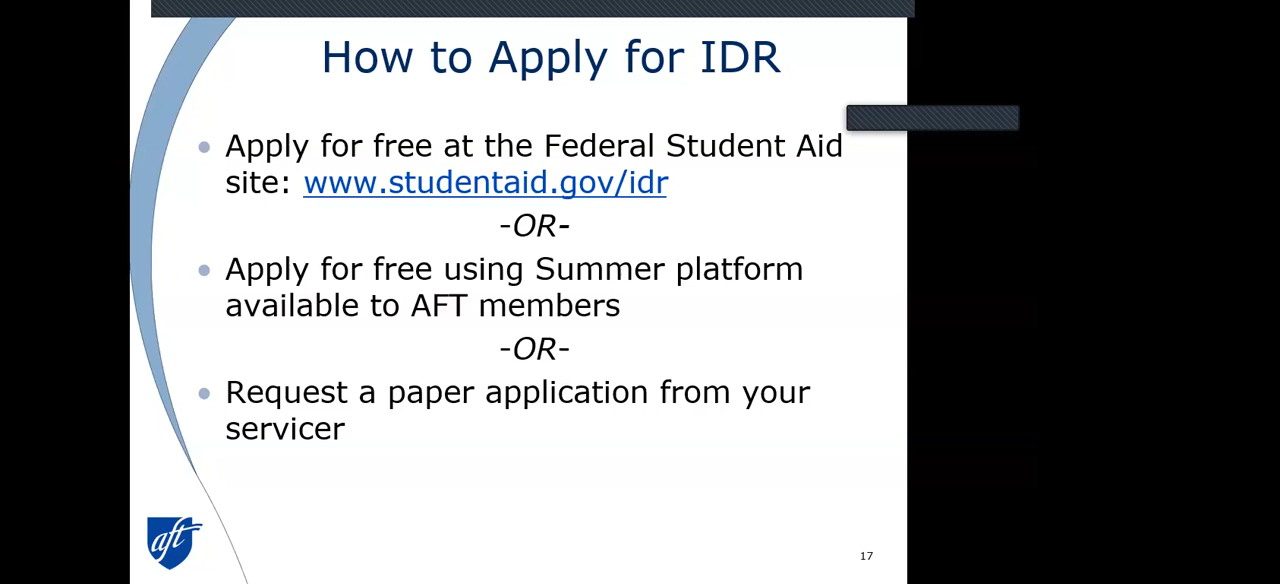 How to Apply for IDR
Apply for free at the Federal Student Aid
site: www.studentaid.gov/idr
-OR-
Apply for free using Summer platform
available to AFT members
-OR-
Request a paper application from your
servicer
aft
17